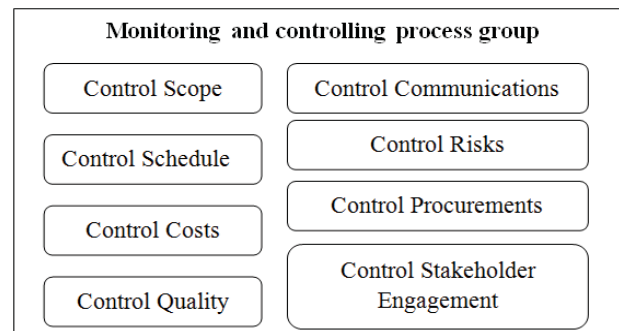 Monitoring and controlling process group
Control Scope
Control Schedule
Control Costs
Control Quality
Control Communications
Control Risks
Control Procurements
Control Stakeholder
Engagement